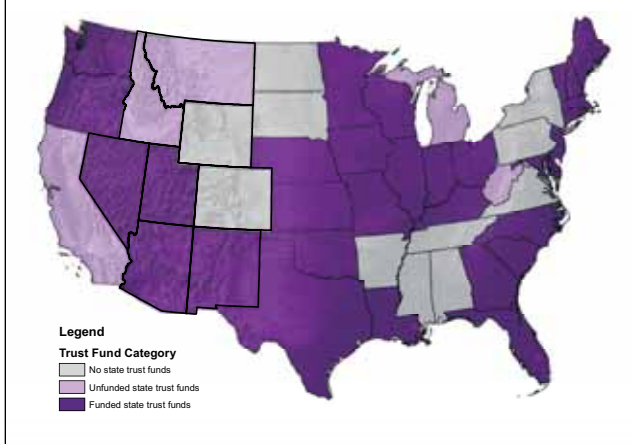 Legend
Trust Fund Category
No state trust funds
Unfunded state trust funds
Funded state trust funds